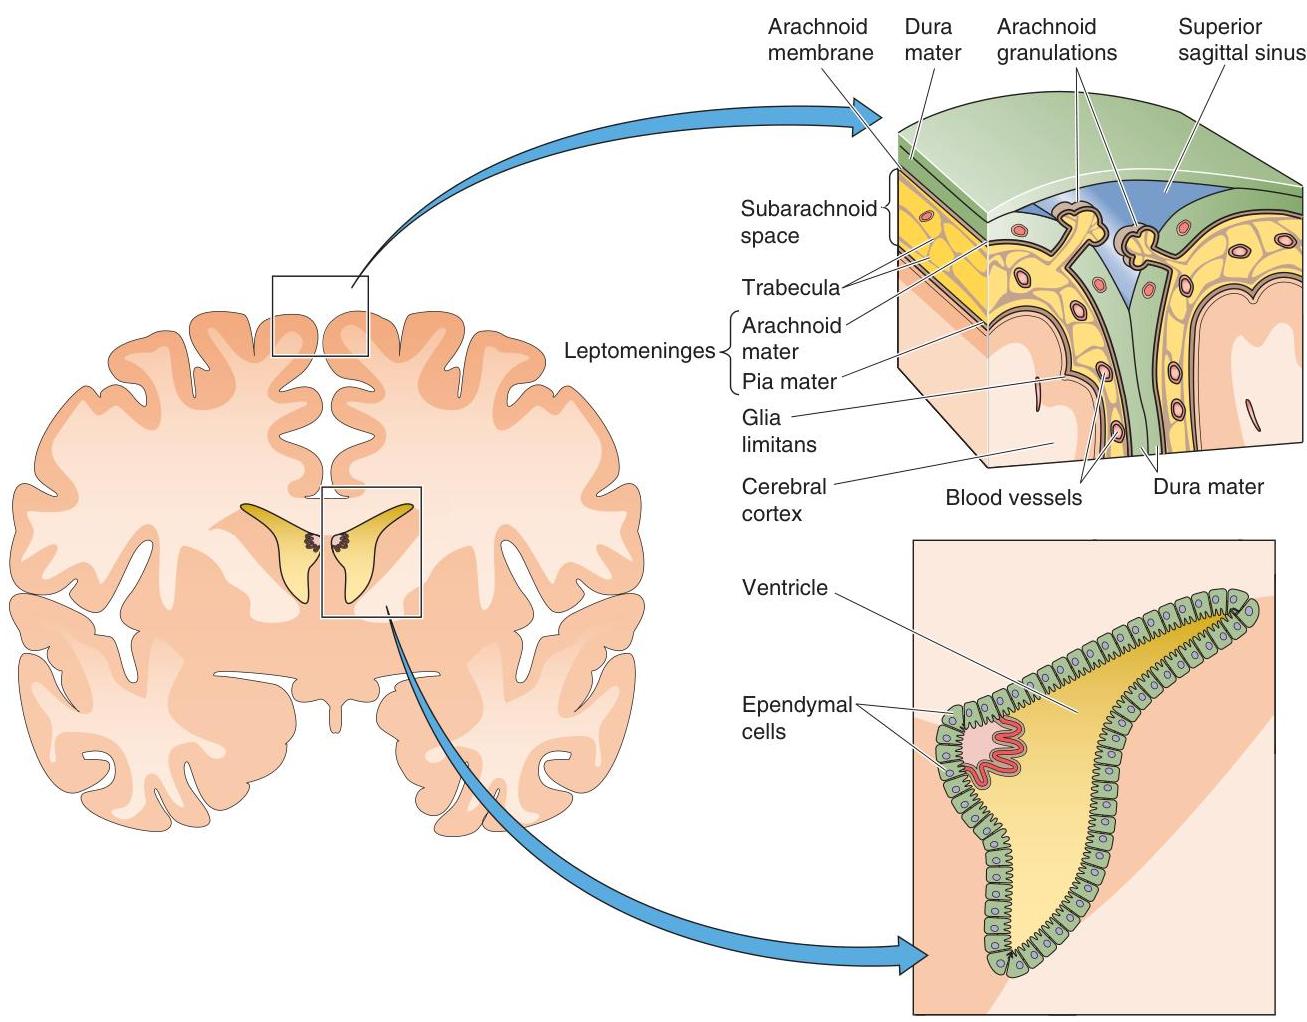 Arachnoid
membrane
Dura
mater
Arachnoid
granulations
Superior
sagittal sinus
Subarachnoid
space
Trabecula
Leptomeninges
Arachnoid
mater
Pia mater
Glia
limitans
Cerebral
cortex
Blood vessels
Dura mater
Ventricle
Ependymal
cells